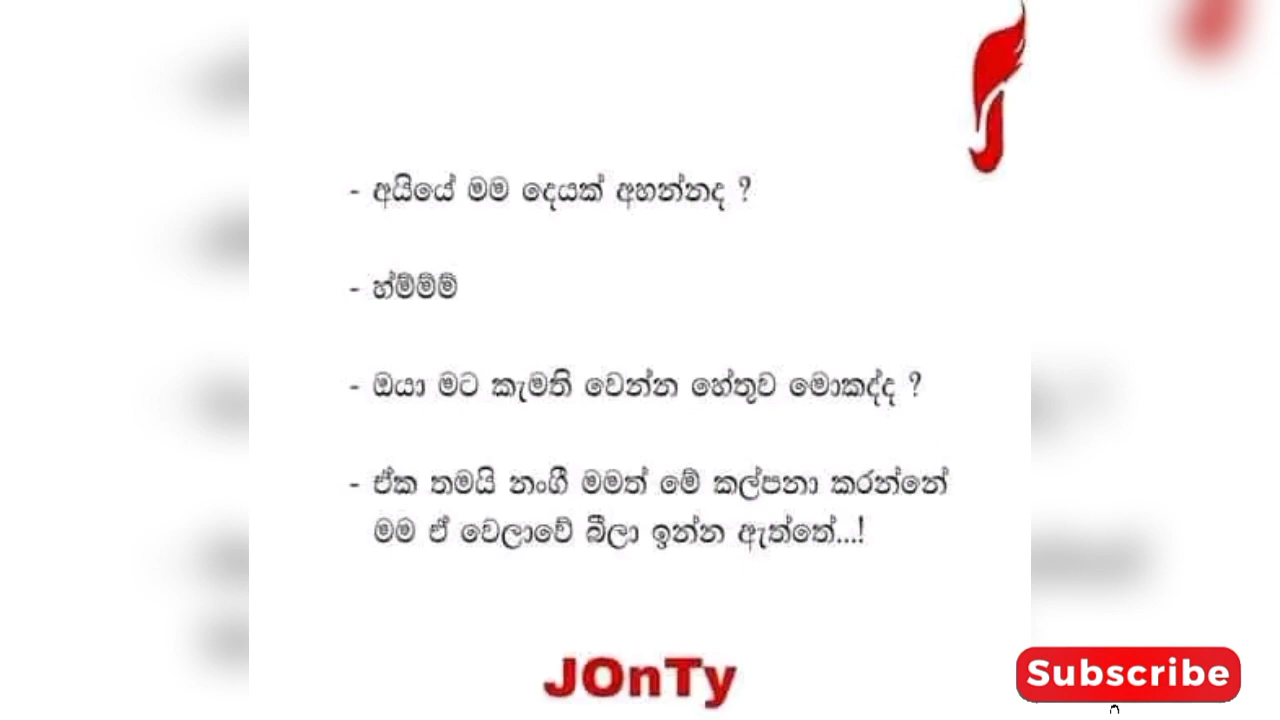 - අයියේ මම දෙයක් අහන්නද ?
- හ්ම්ම්ම්
- ඔයා මට කැමති වෙන්න හේතුව මොකද්ද ?
- ඒක තමයි නංගී මමත් මේ කල්පනා කරන්නේ
මම ඒ වෙලාවේ බීලා ඉන්න ඇත්තේ...!
JOnTy
Subscribe